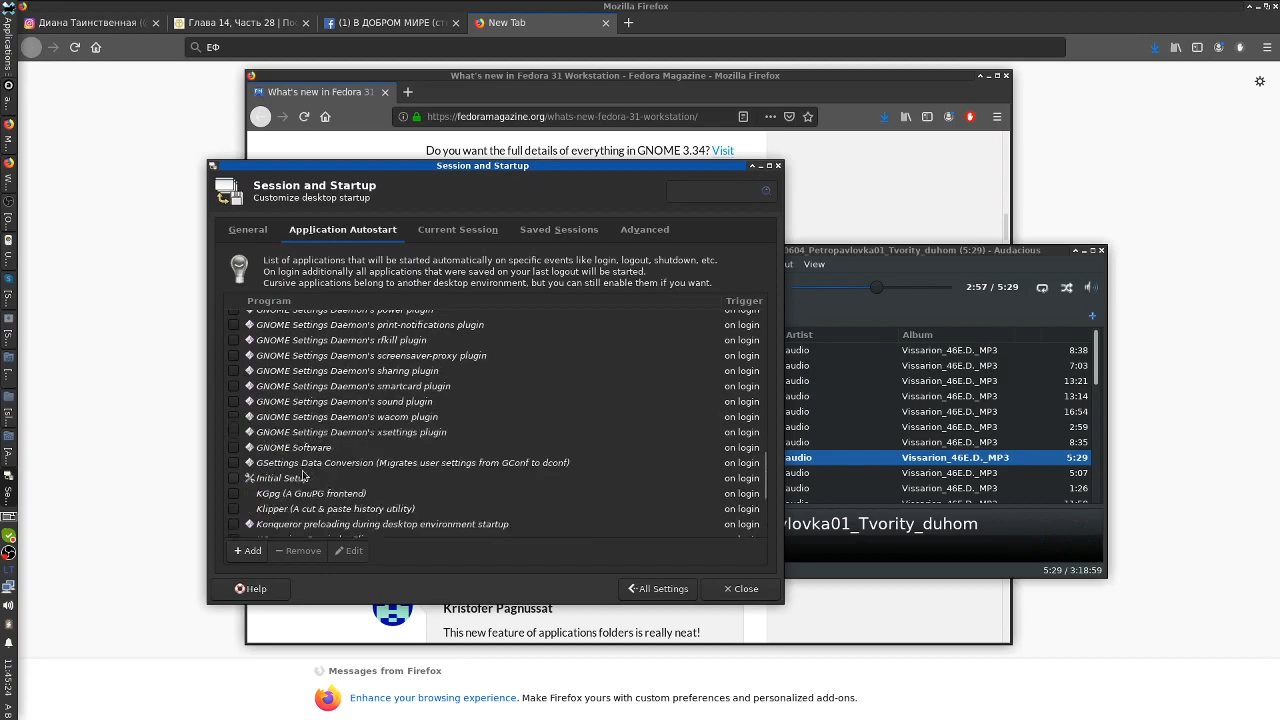 Mozilla Firefox
Диана Таинственная (
Глава 14, Часть 28 | Пос
(1) В ДОБРОМ МИРЕ (ст
New Tab
ЕФ
Applications
What's new in Fedora 31 Workstation - Fedora Magazine - Mozilla Firefox
What's new in Fedora 31
https://fedoramagazine.org/whats-new-fedora-31-workstation/
Do you want the full details of everything in GNOME 3.34? Visit
Session and Startup
Session and Startup
Customize desktop startup
General
Application Autostart
Current Session
Saved Sessions
Advanced
List of applications that will be started automatically on specific events like login, logout, shutdown, etc.
On login additionally all applications that were saved on your last logout will be started.
Cursive applications belong to another desktop environment, but you can still enable them if you want.
Program
Trigger
GNOME Settings Daemon's power plugin on login
GNOME Settings Daemon's print-notifications plugin on login
GNOME Settings Daemon's rfkill plugin on login
GNOME Settings Daemon's screensaver-proxy plugin on login
GNOME Settings Daemon's sharing plugin on login
GNOME Settings Daemon's smartcard plugin on login
GNOME Settings Daemon's sound plugin on login
GNOME Settings Daemon's wacom plugin on login
GNOME Settings Daemon's xsettings plugin on login
GNOME Software on login
GSettings Data Conversion (Migrates user settings from GConf to dconf) on login
Initial Setup on login
KGpg (A GnuPG frontend) on login
Klipper (A cut & paste history utility) on login
Konqueror preloading during desktop environment startup on login
Add
Remove
Edit
Help
All Settings
Close
0604_Petropavlovka01_Tvority_duhom (5:29) - Audacious
ut View
2:57 / 5:29
Artist Album
audio Vissarion_46E.D._MP3 8:38
audio Vissarion_46E.D._MP3 7:03
audio Vissarion_46E.D._MP3 13:21
audio Vissarion_46E.D._MP3 13:14
audio Vissarion_46E.D._MP3 16:54
audio Vissarion_46E.D._MP3 2:59
audio Vissarion_46E.D._MP3 8:35
audio Vissarion_46E.D._MP3 5:29
audio Vissarion_46E.D._MP3 5:07
audio Vissarion_46E.D._MP3 1:26
vlovka01_Tvority_duhom
5:29 / 3:18:59
Kristofer Pagnussat
This new feature of applications folders is really neat!
Messages from Firefox
Enhance your browsing experience. Make Firefox yours with custom preferences and personalized add-ons.
LT
11:45:24
A B